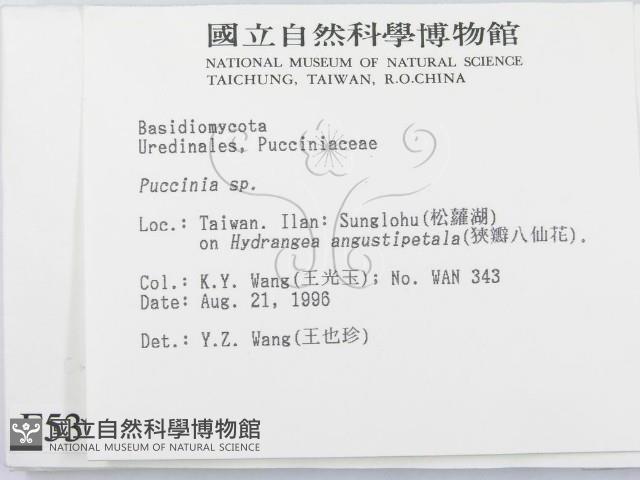 國立自然科學博物館
NATIONAL MUSEUM OF NATURAL SCIENCE
TAICHUNG, TAIWAN, R.O.CHINA
Basidiomycota
Uredinales, Pucciniaceae
Puccinia sp.
Loc.: Taiwan. Ilan: Sunglohu(松蘿湖)
on Hydrangea angustipetala(狹瓣八仙花).
Col.: K.Y. Wang(王光玉); No. WAN 343
Date: Aug. 21, 1996
Det.: Y.Z. Wang(王也珍)
國立自然科學博物館
NATIONAL MUSEUM OF NATURAL SCIENCE